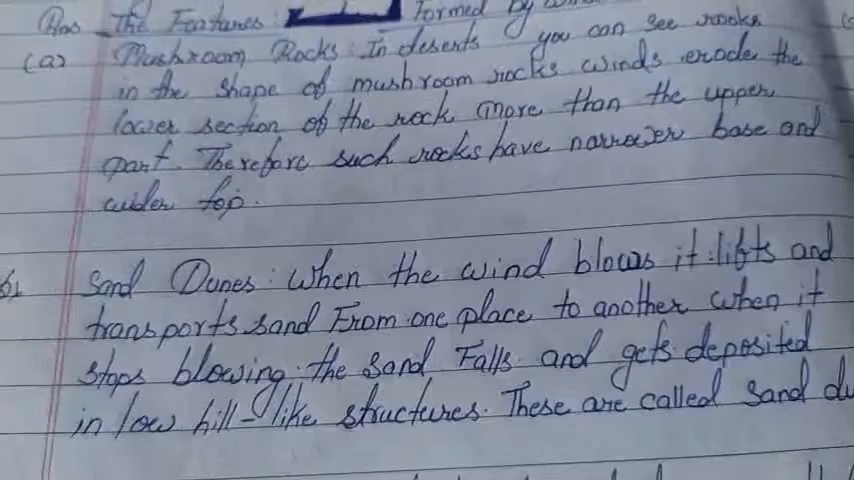 Ans The Feartures: formed by wind
(a) Mushroom Rocks: In deserts you can see rocks
in the shape of mushroom rocks winds erode the
lower section of the rock more than the upper
part. Therefore such rocks have narrower base and
wider top.
b) Sand Dunes: When the wind blows it lifts and
transports sand From one place to another when it
stops blowing; the sand Falls and gets deposited
in low hill-like structures. These are called sand du